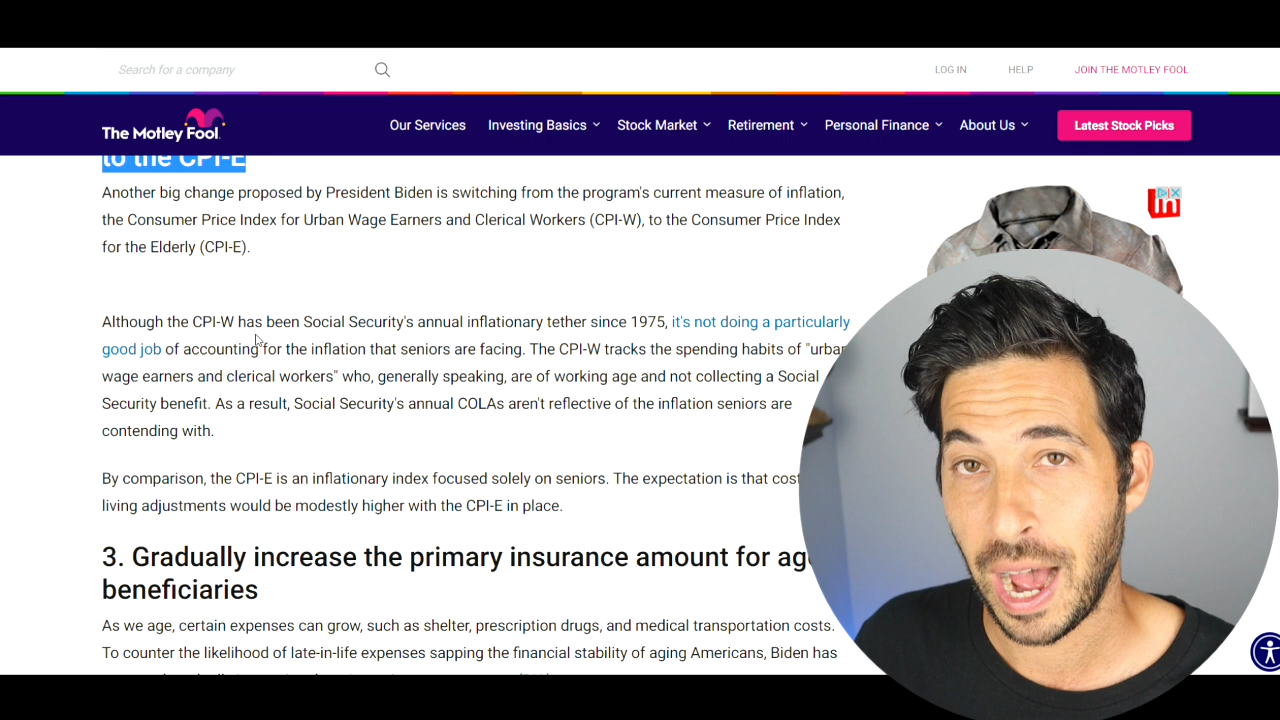 Search for a company
LOG IN
HELP
JOIN THE MOTLEY FOOL
The Motley Fool.
Our Services
Investing Basics
Stock Market
Retirement
Personal Finance
About Us
Latest Stock Picks
to the CPI-E
Another big change proposed by President Biden is switching from the program's current measure of inflation,
the Consumer Price Index for Urban Wage Earners and Clerical Workers (CPI-W), to the Consumer Price Index
for the Elderly (CPI-E).
Although the CPI-W has been Social Security's annual inflationary tether since 1975, it's not doing a particularly
good job of accounting for the inflation that seniors are facing. The CPI-W tracks the spending habits of "urban
wage earners and clerical workers" who, generally speaking, are of working age and not collecting a Social
Security benefit. As a result, Social Security's annual COLAs aren't reflective of the inflation seniors are
contending with.
By comparison, the CPI-E is an inflationary index focused solely on seniors. The expectation is that cost
living adjustments would be modestly higher with the CPI-E in place.
3. Gradually increase the primary insurance amount for
beneficiaries
As we age, certain expenses can grow, such as shelter, prescription drugs, and medical transportation costs.
To counter the likelihood of late-in-life expenses sapping the financial stability of aging Americans, Biden has